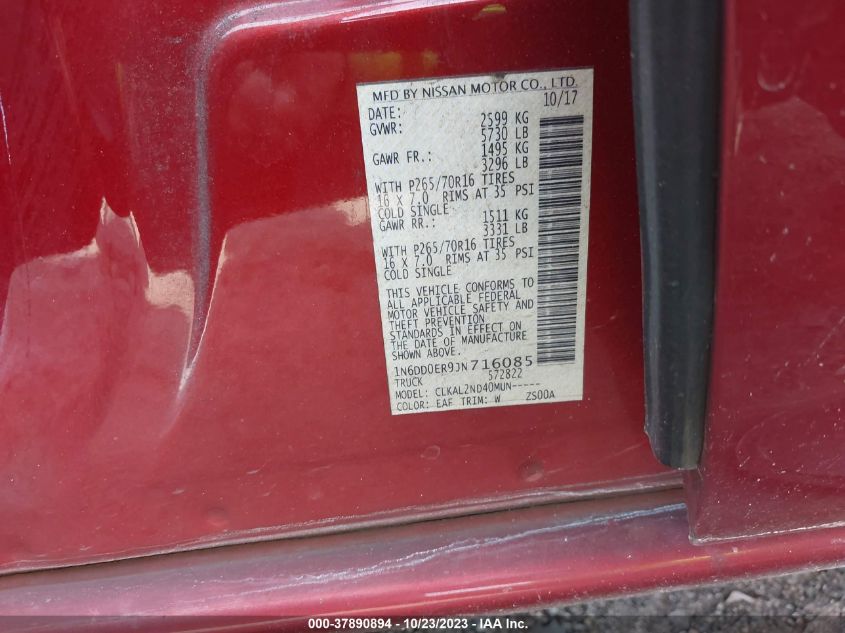 MFD BY NISSAN MOTOR CO., LTD.
DATE: 10/17
GVWR: 2599 KG
5730 LB
GAWR FR.: 1495 KG
3296 LB
WITH P265/70R16 TIRES
16 X 7.0 RIMS AT 35 PSI
COLD SINGLE
GAWR RR.: 1511 KG
3331 LB
WITH P265/70R16 TIRES
16 X 7.0 RIMS AT 35 PSI
COLD SINGLE
THIS VEHICLE CONFORMS TO
ALL APPLICABLE FEDERAL
MOTOR VEHICLE SAFETY AND
THEFT PREVENTION
STANDARDS IN EFFECT ON
THE DATE OF MANUFACTURE
SHOWN ABOVE.
1N6DD0ER9JN716085
TRUCK 572822
MODEL: CLKAL2ND40MUN-----
COLOR: EAF TRIM: W ZS00A
000-37890894 - 10/23/2023 - 1N6DD0ER9JN716085